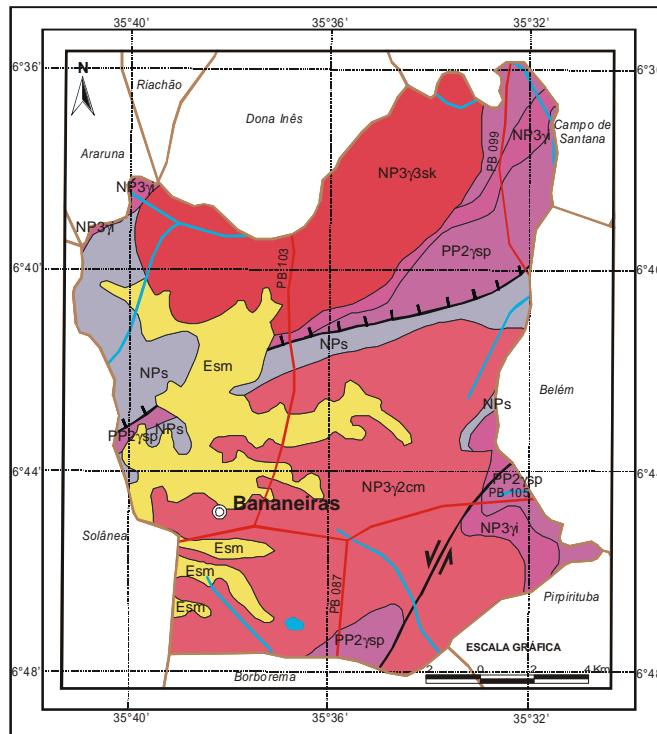 35°40'
35°36'
35°32'
6°36'
6°36
N
Riachão
Dona Inês
Campo de
Santana
Araruna
PB 099
NP3γi
NP3γi
NP3γ3sk
NP3γi
PP2γsp
6°40
6°40
PB 103
NPs
Esm
NPs
Belém
NPs
NPs
PP2γsp
6°44
6°44
NP3γ2cm
PP2γsp
PB 105
Bananeiras
NP3γi
Solânea
Esm
Esm
Esm
PB 087
Pirpirituba
PP2γsp
ESCALA GRÁFICA
2 0 2 4 Km
6°48'
6°48
Borborema
35°40'
35°36'
35°32'